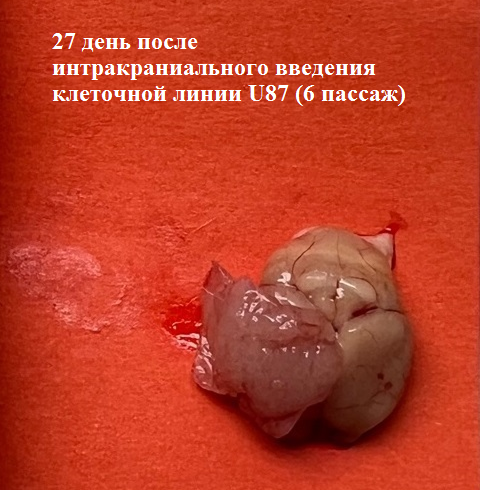 27 день после
интракраниального введения
клеточной линии U87 (6 пассаж)